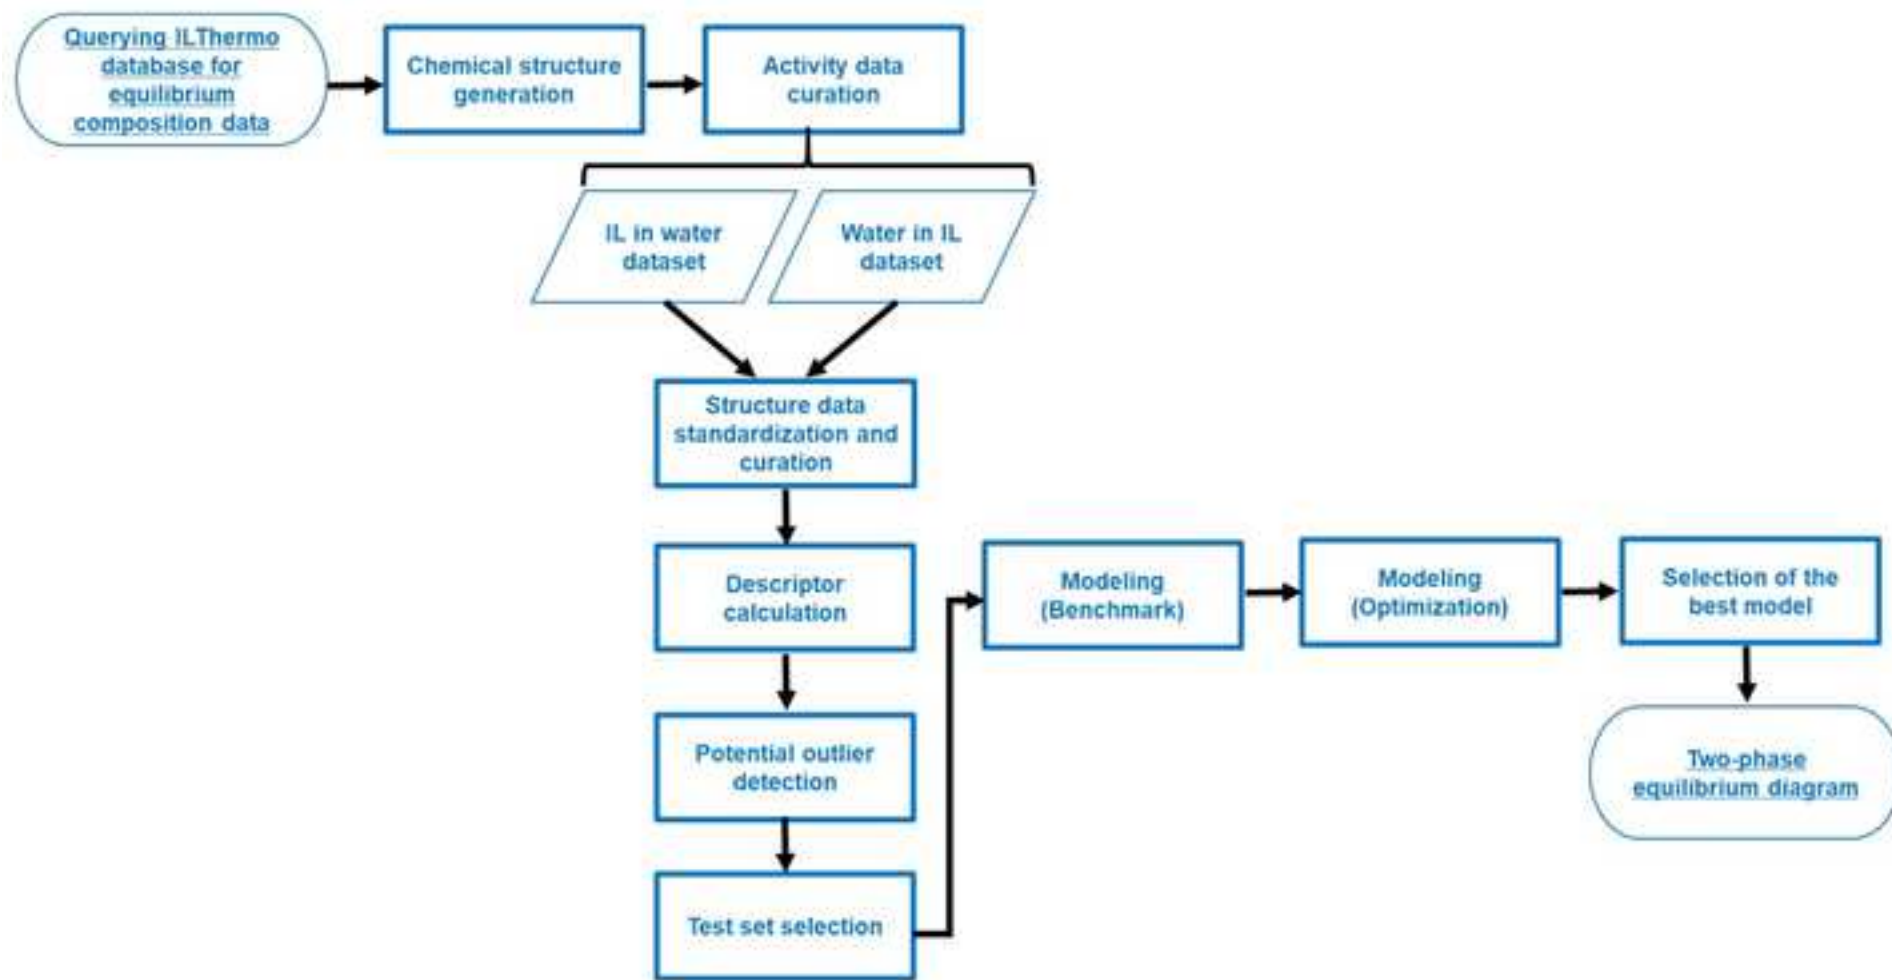 Querying ILThermo
database for
equilibrium
composition data
Chemical structure
generation
Activity data
curation
IL in water
dataset
Water in IL
dataset
Structure data
standardization and
curation
Descriptor
calculation
Potential outlier
detection
Test set selection
Modeling
(Benchmark)
Modeling
(Optimization)
Selection of the
best model
Two-phase
equilibrium diagram